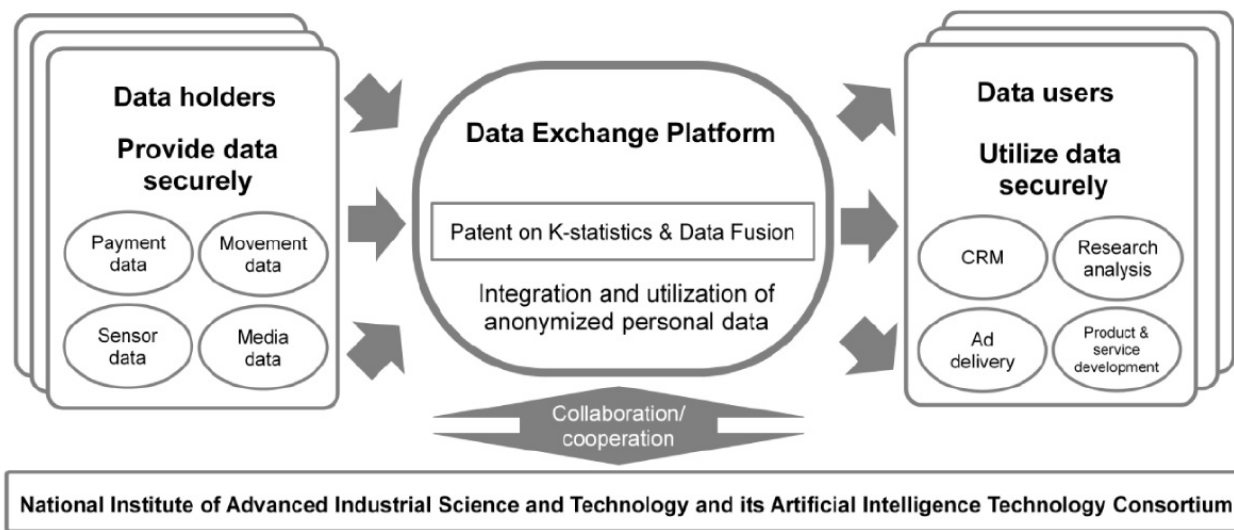 Data holders
Provide data
securely
Payment
data
Movement
data
Sensor
data
Media
data
Data Exchange Platform
Patent on K-statistics & Data Fusion
Integration and utilization of
anonymized personal data
Data users
Utilize data
securely
CRM
Research
analysis
Ad
delivery
Product &
service
development
Collaboration/
cooperation
National Institute of Advanced Industrial Science and Technology and its Artificial Intelligence Technology Consortium